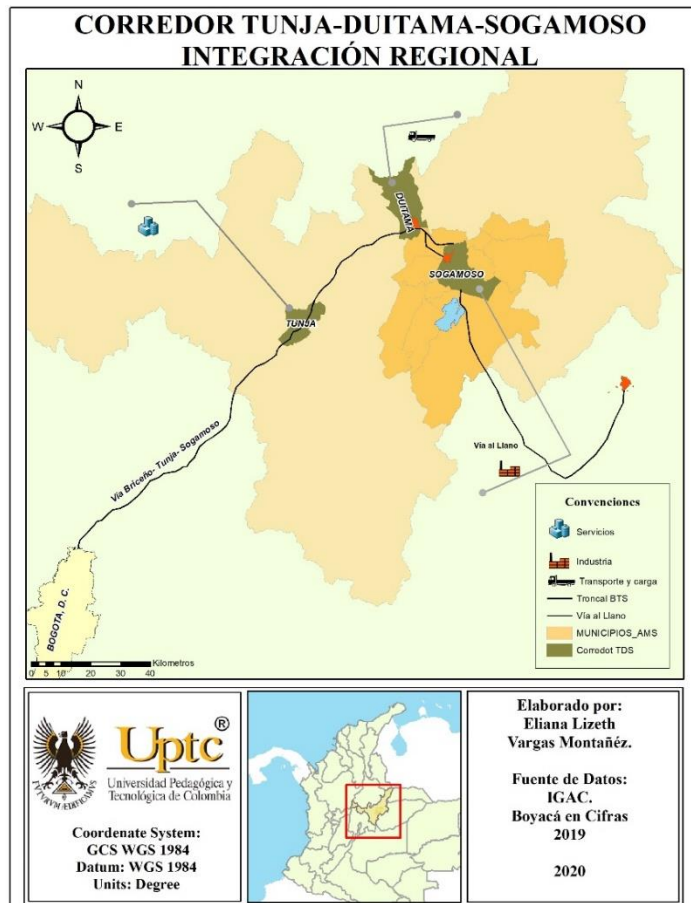 CORREDOR TUNJA-DUITAMA-SOGAMOSO
INTEGRACIÓN REGIONAL
N
W E
S
DUITAMA
SOGAMOSO
TUNJA
Vía Briceño- Tunja- Sogamoso
Vía al Llano
BOGOTA, D. C.
Kilometros
0 5 10 20 30 40
Convenciones
Servicios
Industria
Transporte y carga
Troncal BTS
Vía al Llano
MUNICIPIOS_AMS
Corrodot TDS
Uptc®
Universidad Pedagógica y
Tecnológica de Colombia
Coordenate System:
GCS WGS 1984
Datum: WGS 1984
Units: Degree
Elaborado por:
Eliana Lizeth
Vargas Montañéz.
Fuente de Datos:
IGAC.
Boyacá en Cifras
2019
2020